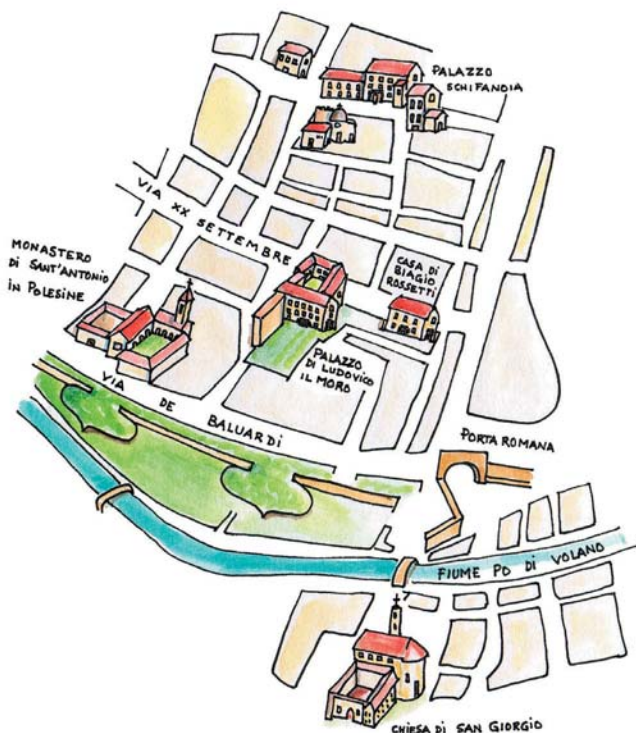 PALAZZO
SCHIFANOIA
VIA XX SETTEMBRE
MONASTERO
DI SANT'ANTONIO
IN POLESINE
CASA DI
BIAGIO
ROSSETTI
PALAZZO
DI LUDOVICO
IL MORO
VIA
DE
BALUARDI
PORTA ROMANA
FIUME PO DI VOLANO
CHIESA DI SAN GIORGIO